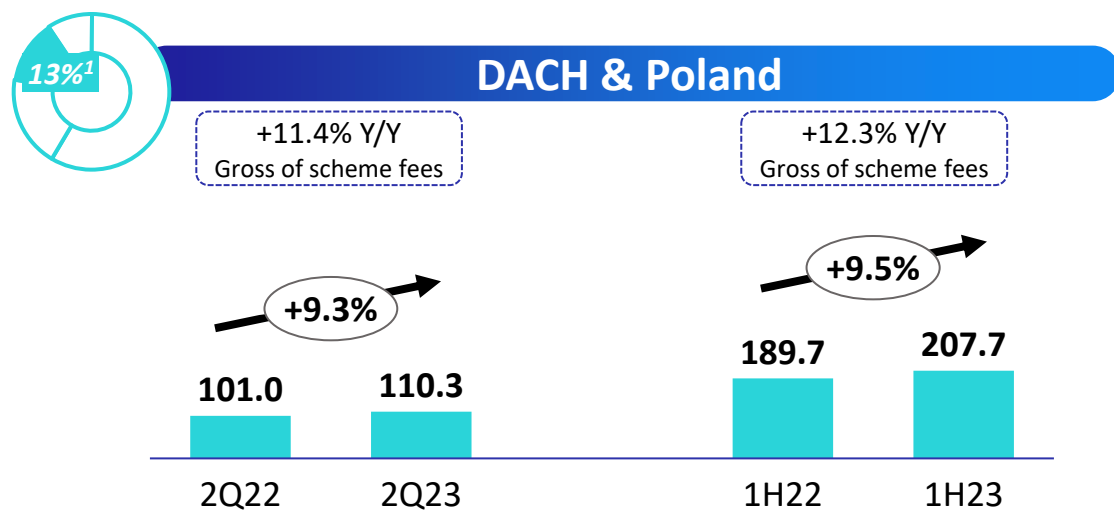 13%¹
DACH & Poland
+11.4% Y/Y
Gross of scheme fees
+12.3% Y/Y
Gross of scheme fees
+9.3%
+9.5%
101.0
110.3
189.7
207.7
2Q22
2Q23
1H22
1H23